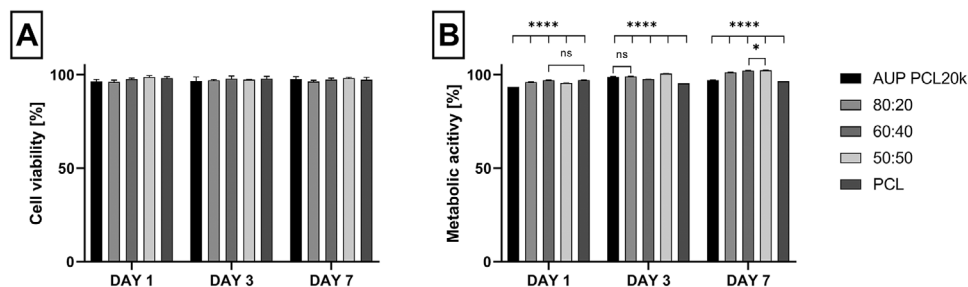 A
Cell viability [%]
100
50
0
DAY 1
DAY 3
DAY 7
B
Metabolic acitivy [%]
100
50
0
****
ns
****
ns
****
*
DAY 1
DAY 3
DAY 7
AUP PCL20k
80:20
60:40
50:50
PCL